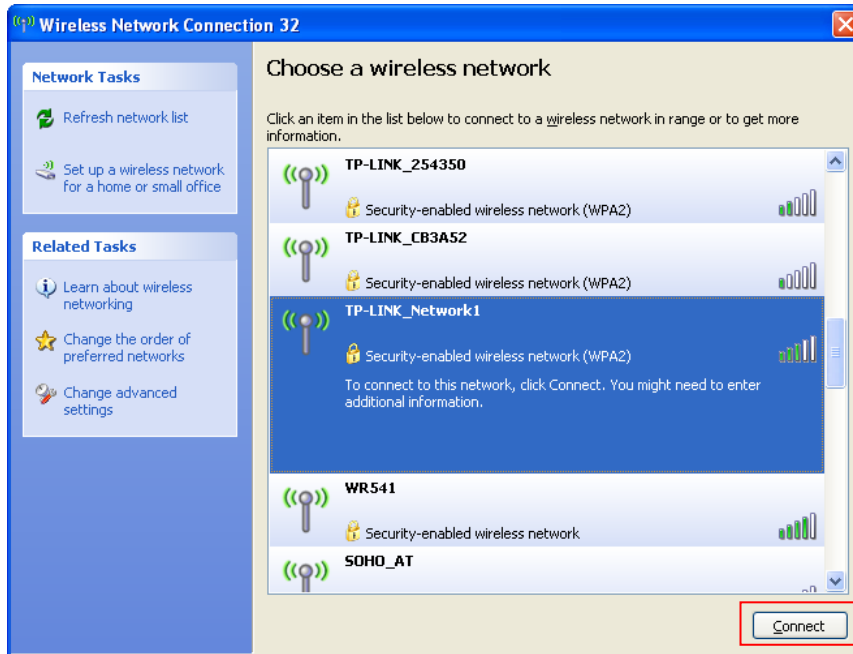 Wireless Network Connection 32
Network Tasks
Refresh network list
Set up a wireless network
for a home or small office
Related Tasks
Learn about wireless
networking
Change the order of
preferred networks
Change advanced
settings
Choose a wireless network
Click an item in the list below to connect to a wireless network in range or to get more
information.
TP-LINK_254350
Security-enabled wireless network (WPA2)
TP-LINK_CB3A52
Security-enabled wireless network (WPA2)
TP-LINK_Network1
Security-enabled wireless network (WPA2)
To connect to this network, click Connect. You might need to enter
additional information.
WR541
Security-enabled wireless network
SOHO_AT
Connect